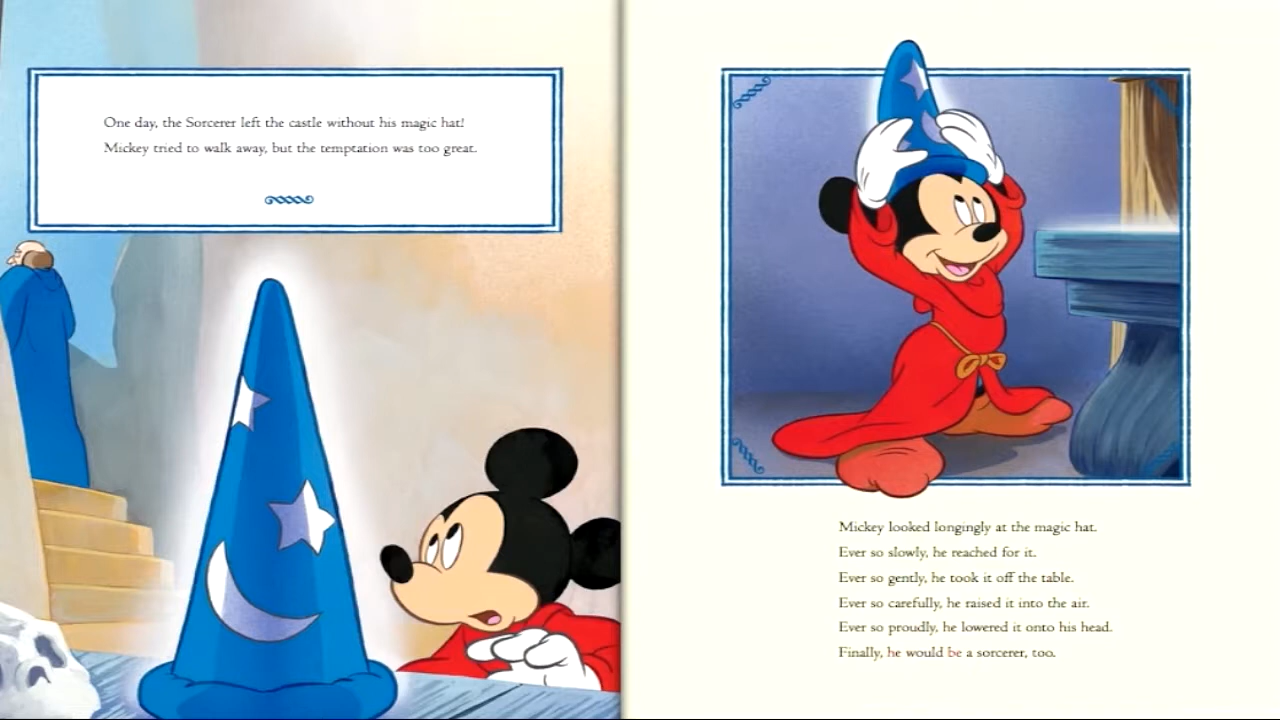 One day, the Sorcerer left the castle without his magic hat!
Mickey tried to walk away, but the temptation was too great.
Mickey looked longingly at the magic hat.
Ever so slowly, he reached for it.
Ever so gently, he took it off the table.
Ever so carefully, he raised it into the air.
Ever so proudly, he lowered it onto his head.
Finally, he would be a sorcerer, too.